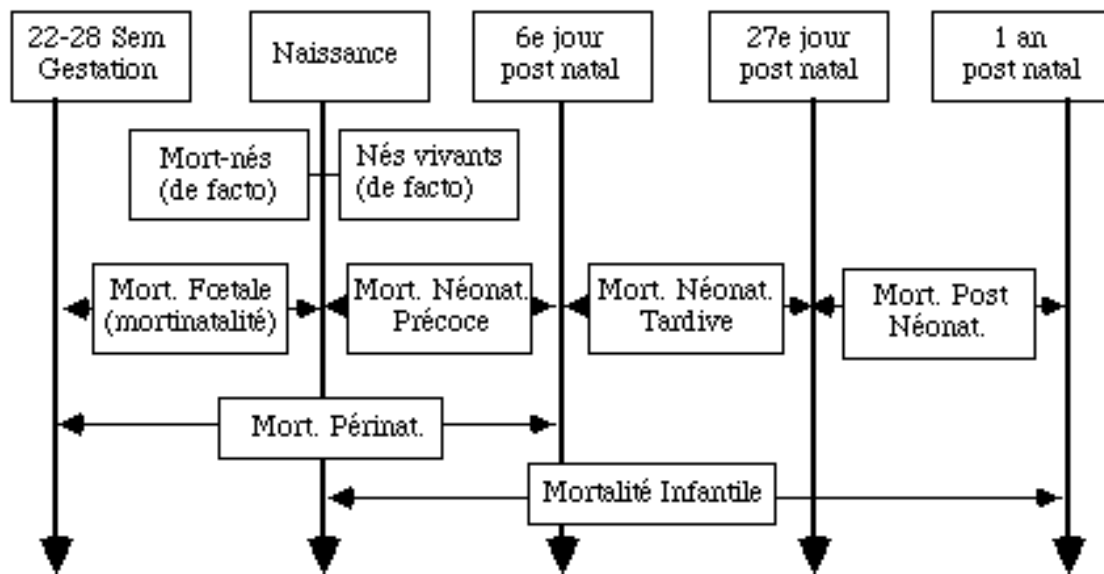 22-28 Sem
Gestation
Naissance
6e jour
post natal
27e jour
post natal
1 an
post natal
Mort-nés
(de facto)
Nés vivants
(de facto)
Mort. Fœtale
(mortinatalité)
Mort. Néonat.
Précoce
Mort. Néonat.
Tardive
Mort. Post
Néonat.
Mort. Périnat.
Mortalité Infantile